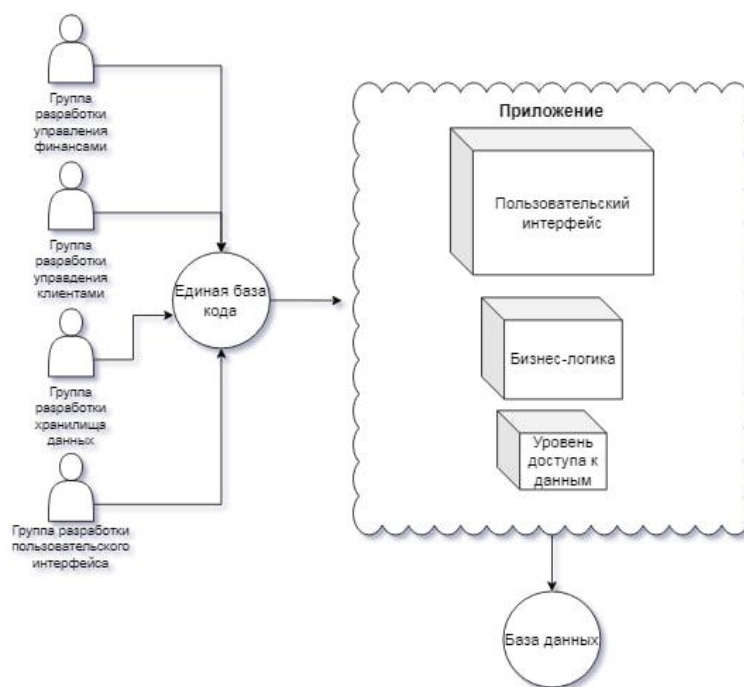 Группа
разработки
управления
финансами
Группа
разработки
управдения
клиентами
Группа
разработки
хранилища
данных
Группа разработки
пользовательского
интерфейса
Единая база
кода
Приложение
Пользовательский
интерфейс
Бизнес-логика
Уровень
доступа к
данным
База данных